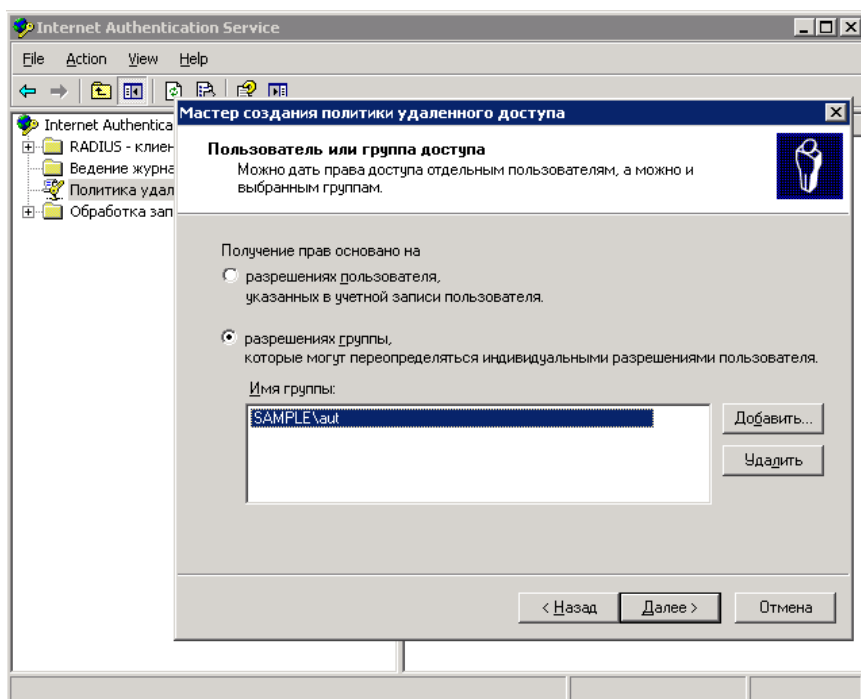 Internet Authentication Service
File Action View Help
Internet Authentica
RADIUS - клиен
Ведение журна
Политика удал
Обработка зап
Мастер создания политики удаленного доступа
Пользователь или группа доступа
Можно дать права доступа отдельным пользователям, а можно и
выбранным группам.
Получение прав основано на
разрешениях пользователя,
указанных в учетной записи пользователя.
разрешениях группы,
которые могут переопределяться индивидуальными разрешениями пользователя.
Имя группы:
SAMPLE\aut
Добавить...
Удалить
< Назад
Далее >
Отмена